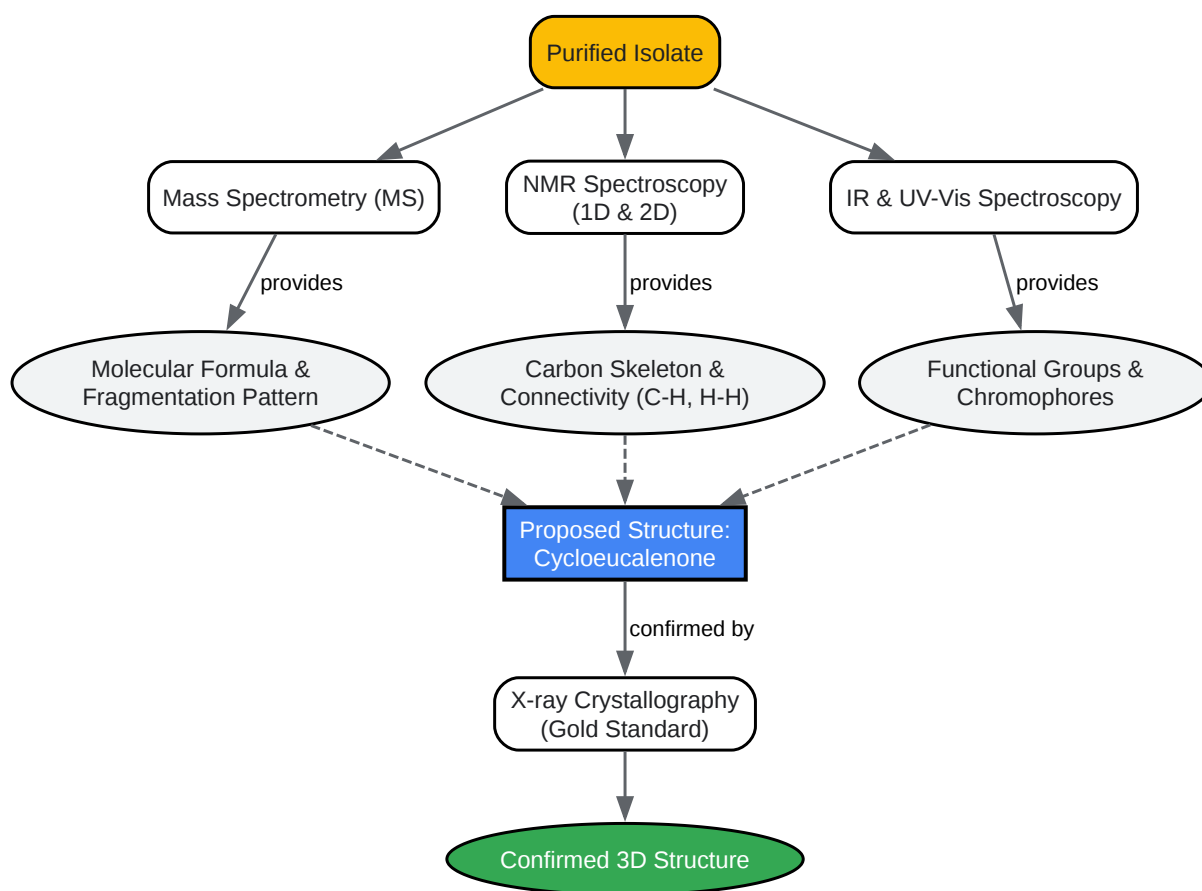 Purified Isolate
Mass Spectrometry (MS)
NMR Spectroscopy
(1D & 2D)
IR & UV-Vis Spectroscopy
provides
provides
provides
Molecular Formula &
Fragmentation Pattern
Carbon Skeleton &
Connectivity (C-H, H-H)
Functional Groups &
Chromophores
Proposed Structure:
Cycloeucalenone
confirmed by
X-ray Crystallography
(Gold Standard)
Confirmed 3D Structure